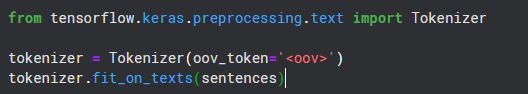 from tensorflow.keras.preprocessing.text import Tokenizer
tokenizer = Tokenizer(oov_token='<oov>')
tokenizer.fit_on_texts(sentences)